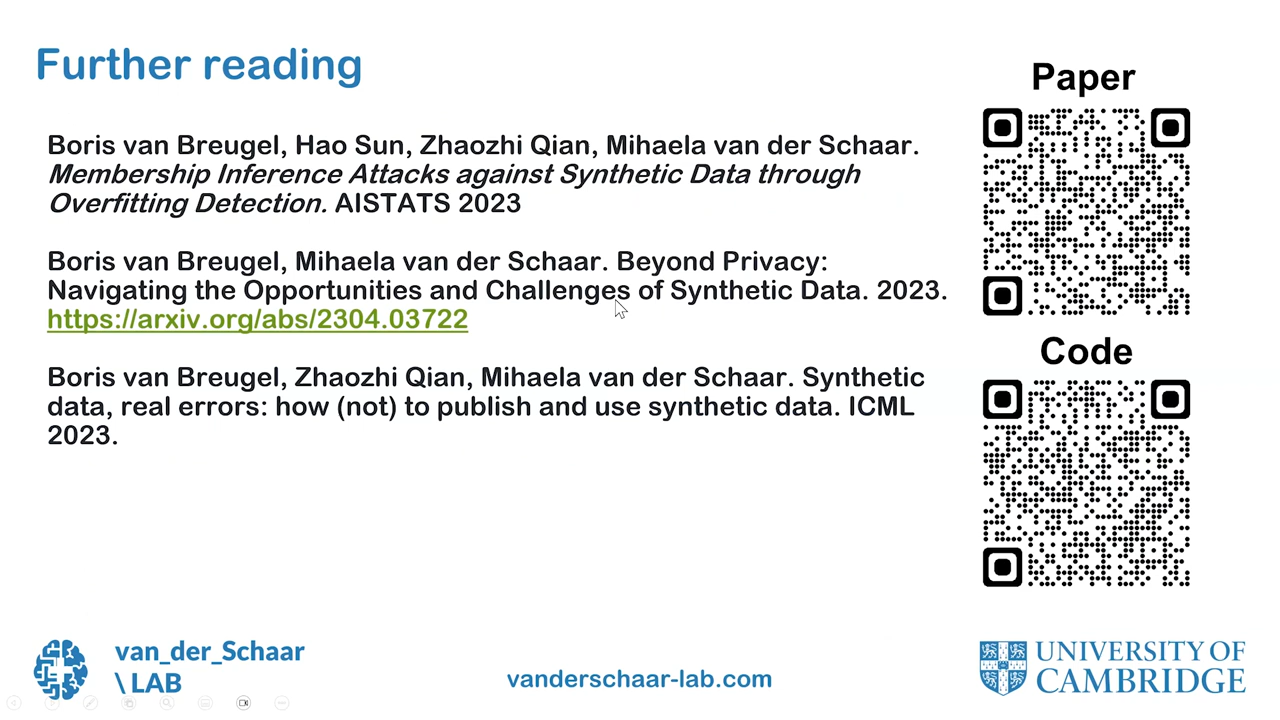 Further reading
Boris van Breugel, Hao Sun, Zhaozhi Qian, Mihaela van der Schaar.
Membership Inference Attacks against Synthetic Data through
Overfitting Detection. AISTATS 2023
Boris van Breugel, Mihaela van der Schaar. Beyond Privacy:
Navigating the Opportunities and Challenges of Synthetic Data. 2023.
https://arxiv.org/abs/2304.03722
Boris van Breugel, Zhaozhi Qian, Mihaela van der Schaar. Synthetic
data, real errors: how (not) to publish and use synthetic data. ICML
2023.
Paper
Code
van_der_Schaar
\ LAB
vanderschaar-lab.com
UNIVERSITY OF
CAMBRIDGE